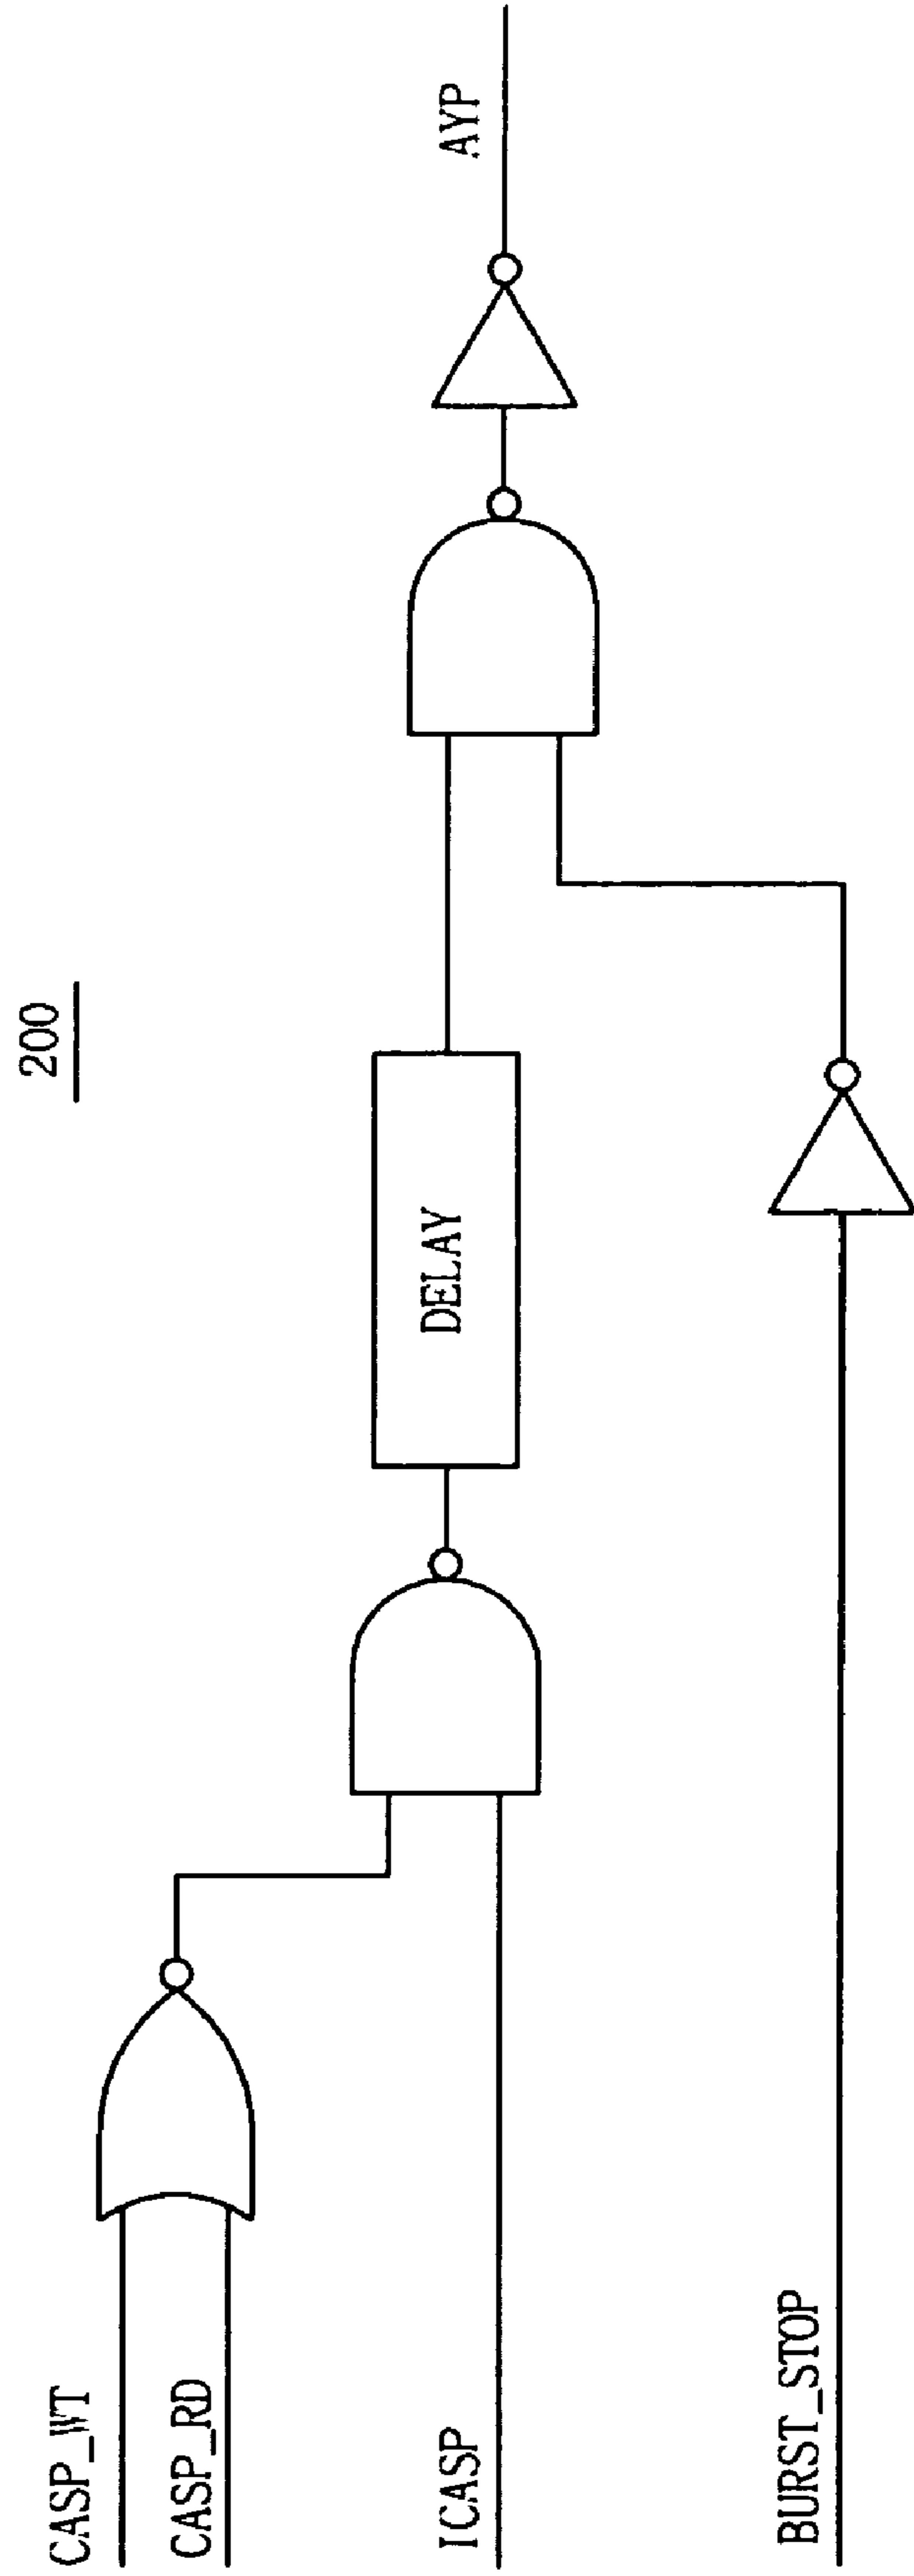 200
CASP_WT
CASP_RD
ICASP
BURST_STOP
DELAY
AYP